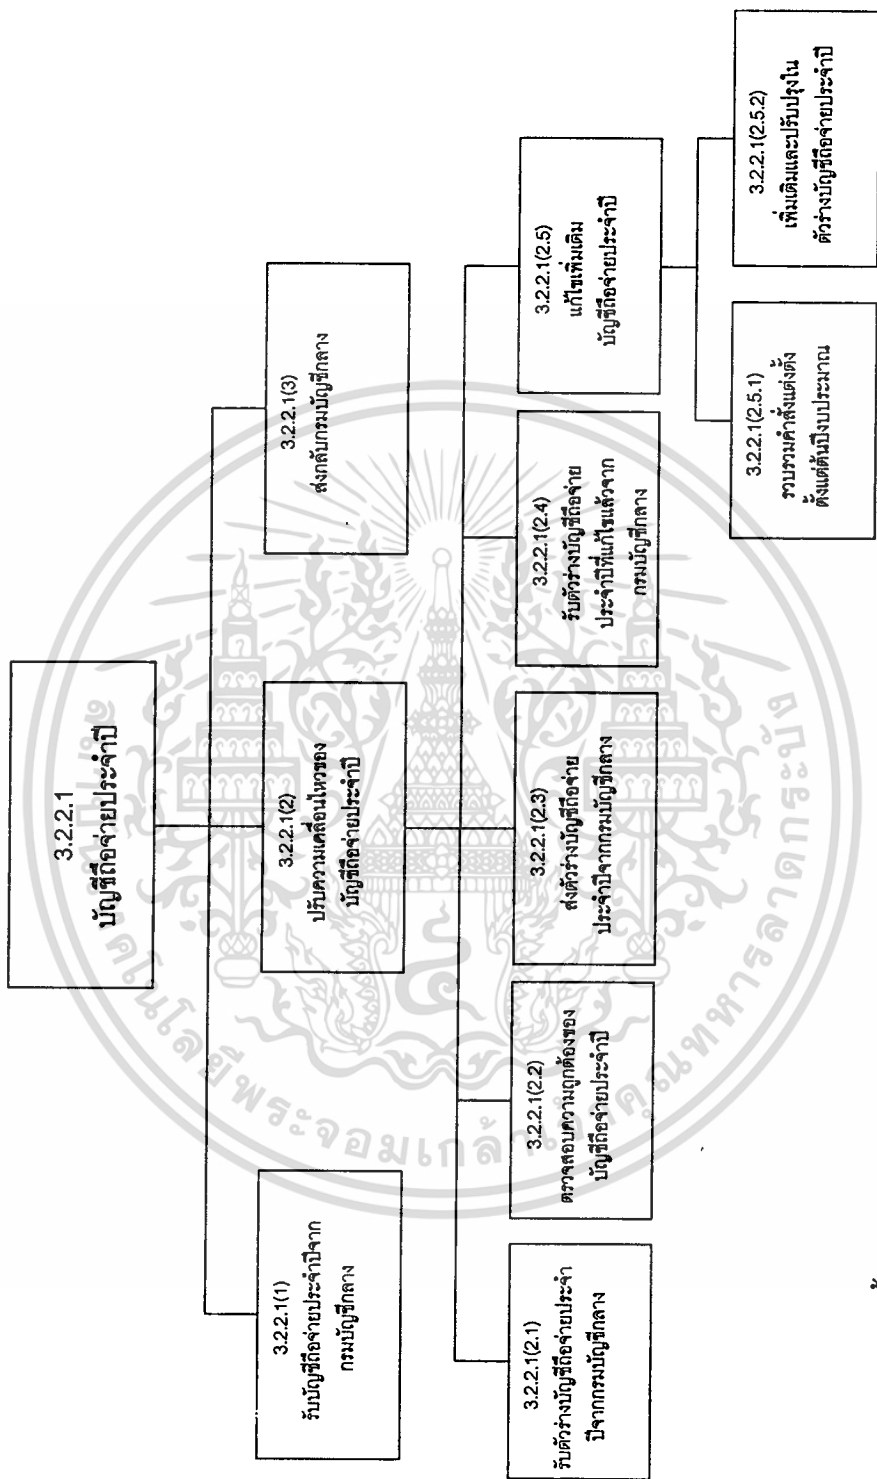 3.2.2.1
บัญชีถือจ่ายประจำปี
3.2.2.1(1)
รับบัญชีถือจ่ายประจำปีจาก
กรมบัญชีกลาง
3.2.2.1(2)
ปรับความเคลื่อนไหวของ
บัญชีถือจ่ายประจำปี
3.2.2.1(3)
ส่งกลับกรมบัญชีกลาง
3.2.2.1(2.1)
รับตัวร่างบัญชีถือจ่ายประจำ
ปีจากกรมบัญชีกลาง
3.2.2.1(2.2)
ตรวจสอบความถูกต้องของ
บัญชีถือจ่ายประจำปี
3.2.2.1(2.3)
ส่งตัวร่างบัญชีถือจ่าย
ประจำปีจากกรมบัญชีกลาง
3.2.2.1(2.4)
รับตัวร่างบัญชีถือจ่าย
ประจำปีที่แก้ไขแล้วจาก
กรมบัญชีกลาง
3.2.2.1(2.5)
แก้ไขเพิ่มเติม
บัญชีถือจ่ายประจำปี
3.2.2.1(2.5.1)
รวบรวมคำสั่งแต่งตั้ง
ตั้งแต่ต้นปีงบประมาณ
3.2.2.1(2.5.2)
เพิ่มเติมและปรับปรุงใน
ตัวร่างบัญชีถือจ่ายประจำปี